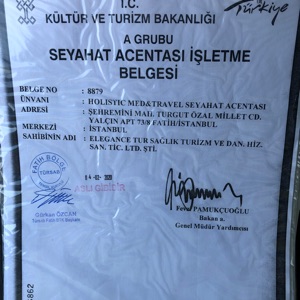 T.C.
Türkiye
KÜLTÜR VE TURİZM BAKANLIĞI
A GRUBU
SEYAHAT ACENTASI İŞLETME
BELGESİ
BELGE NO : 8879
ÜNVANI : HOLISTIC MED&TRAVEL SEYAHAT ACENTASI
ADRESİ : ŞEHREMİNİ MAH. TURGUT ÖZAL MİLLET CD.
YALÇIN APT 73/8 FATİH/İSTANBUL
MERKEZİ : İSTANBUL
SAHİBİNİN ADI : ELEGANCE TUR SAĞLIK TURİZM VE DAN. HİZ.
SAN. TİC. LTD. ŞTİ.
FATİH BÖLGE
TÜRSAB
ASLI GİBİDİR
04-02- 2020
Gürkan ÖZCAN
PAMUKÇUOĞLU
Bakan a.
Genel Müdür Yardımcısı